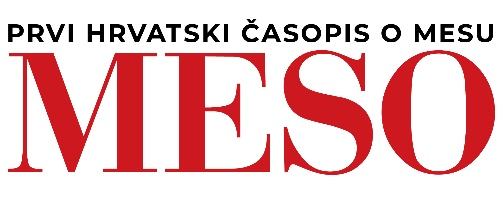 PRVI HRVATSKI ČASOPIS O MESU
MESO